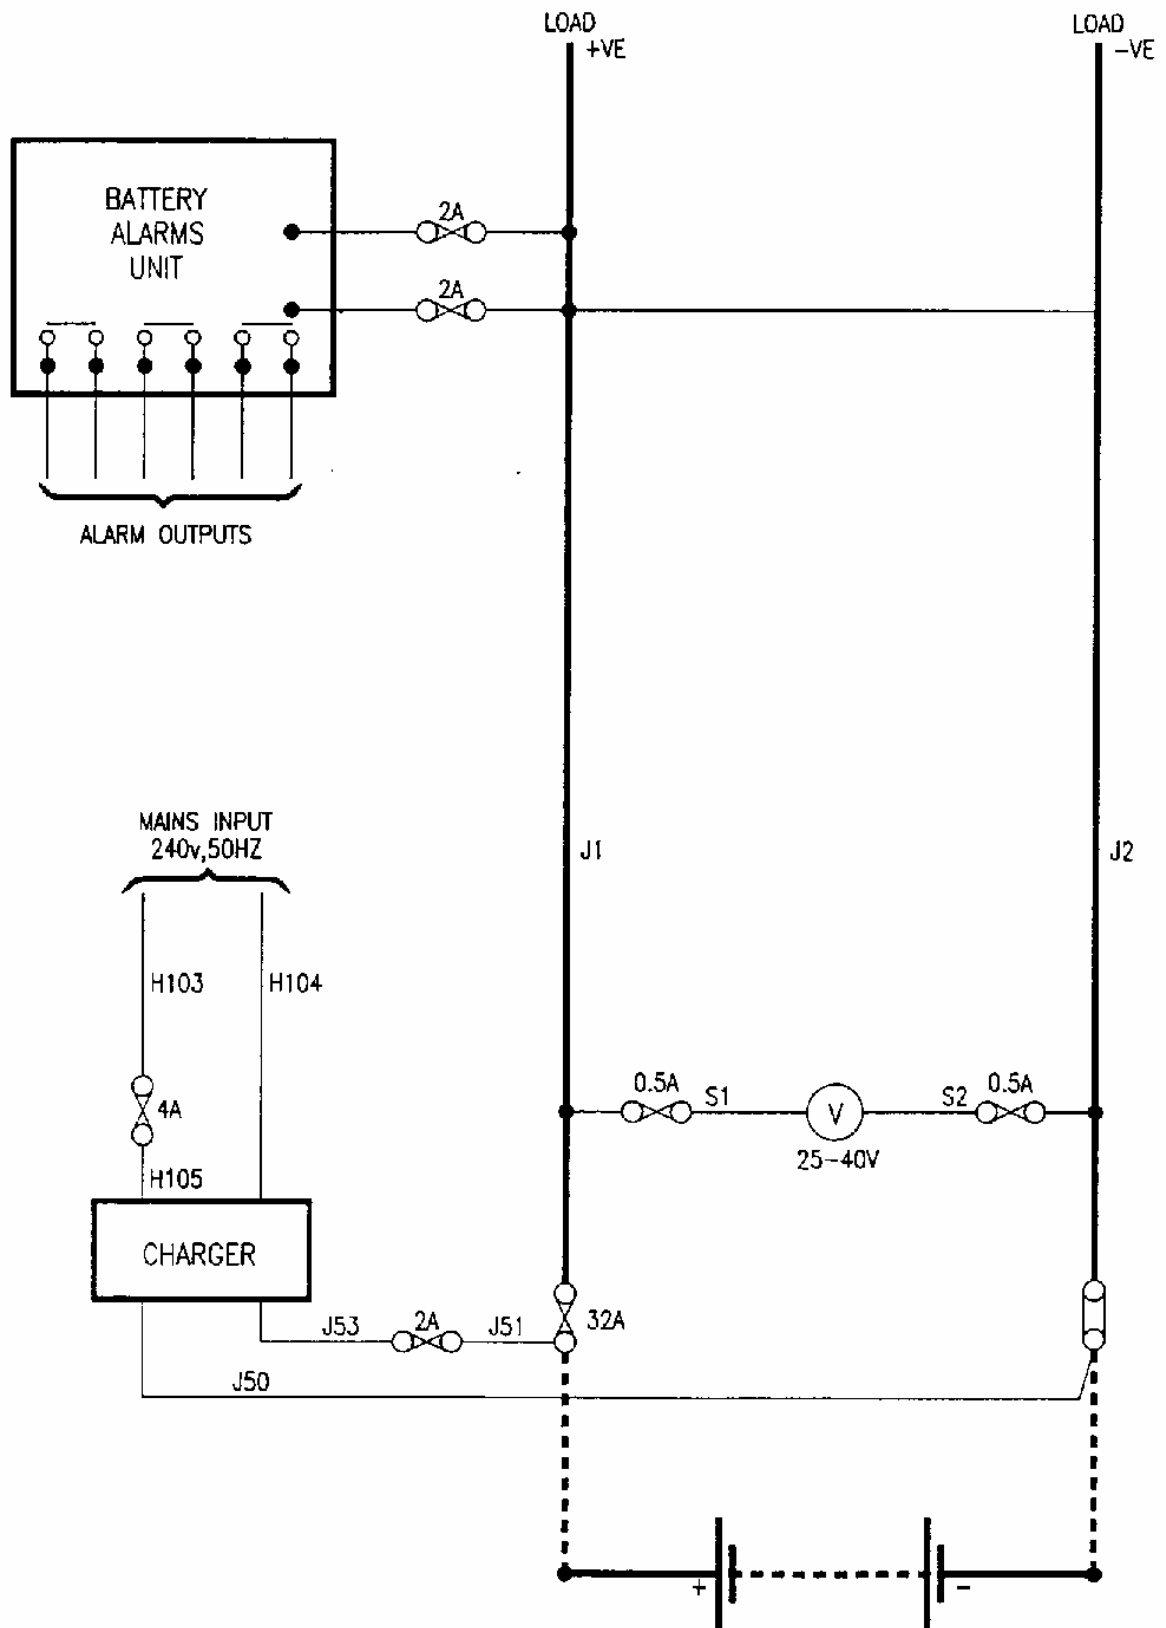 LOAD
+VE
LOAD
-VE
BATTERY
ALARMS
UNIT
2A
2A
ALARM OUTPUTS
MAINS INPUT
240v,50HZ
J1
J2
H103
H104
4A
H105
0.5A
S1
V
S2
0.5A
25-40V
CHARGER
J53
2A
J51
32A
J50
+
-